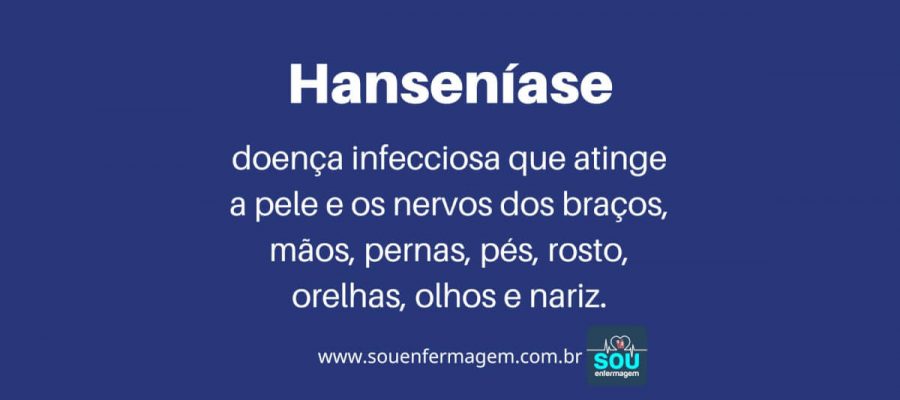 Hanseníase
doença infecciosa que atinge
a pele e os nervos dos braços,
mãos, pernas, pés, rosto,
orelhas, olhos e nariz.
www.souenfermagem.com.br
SOU
enfermagem